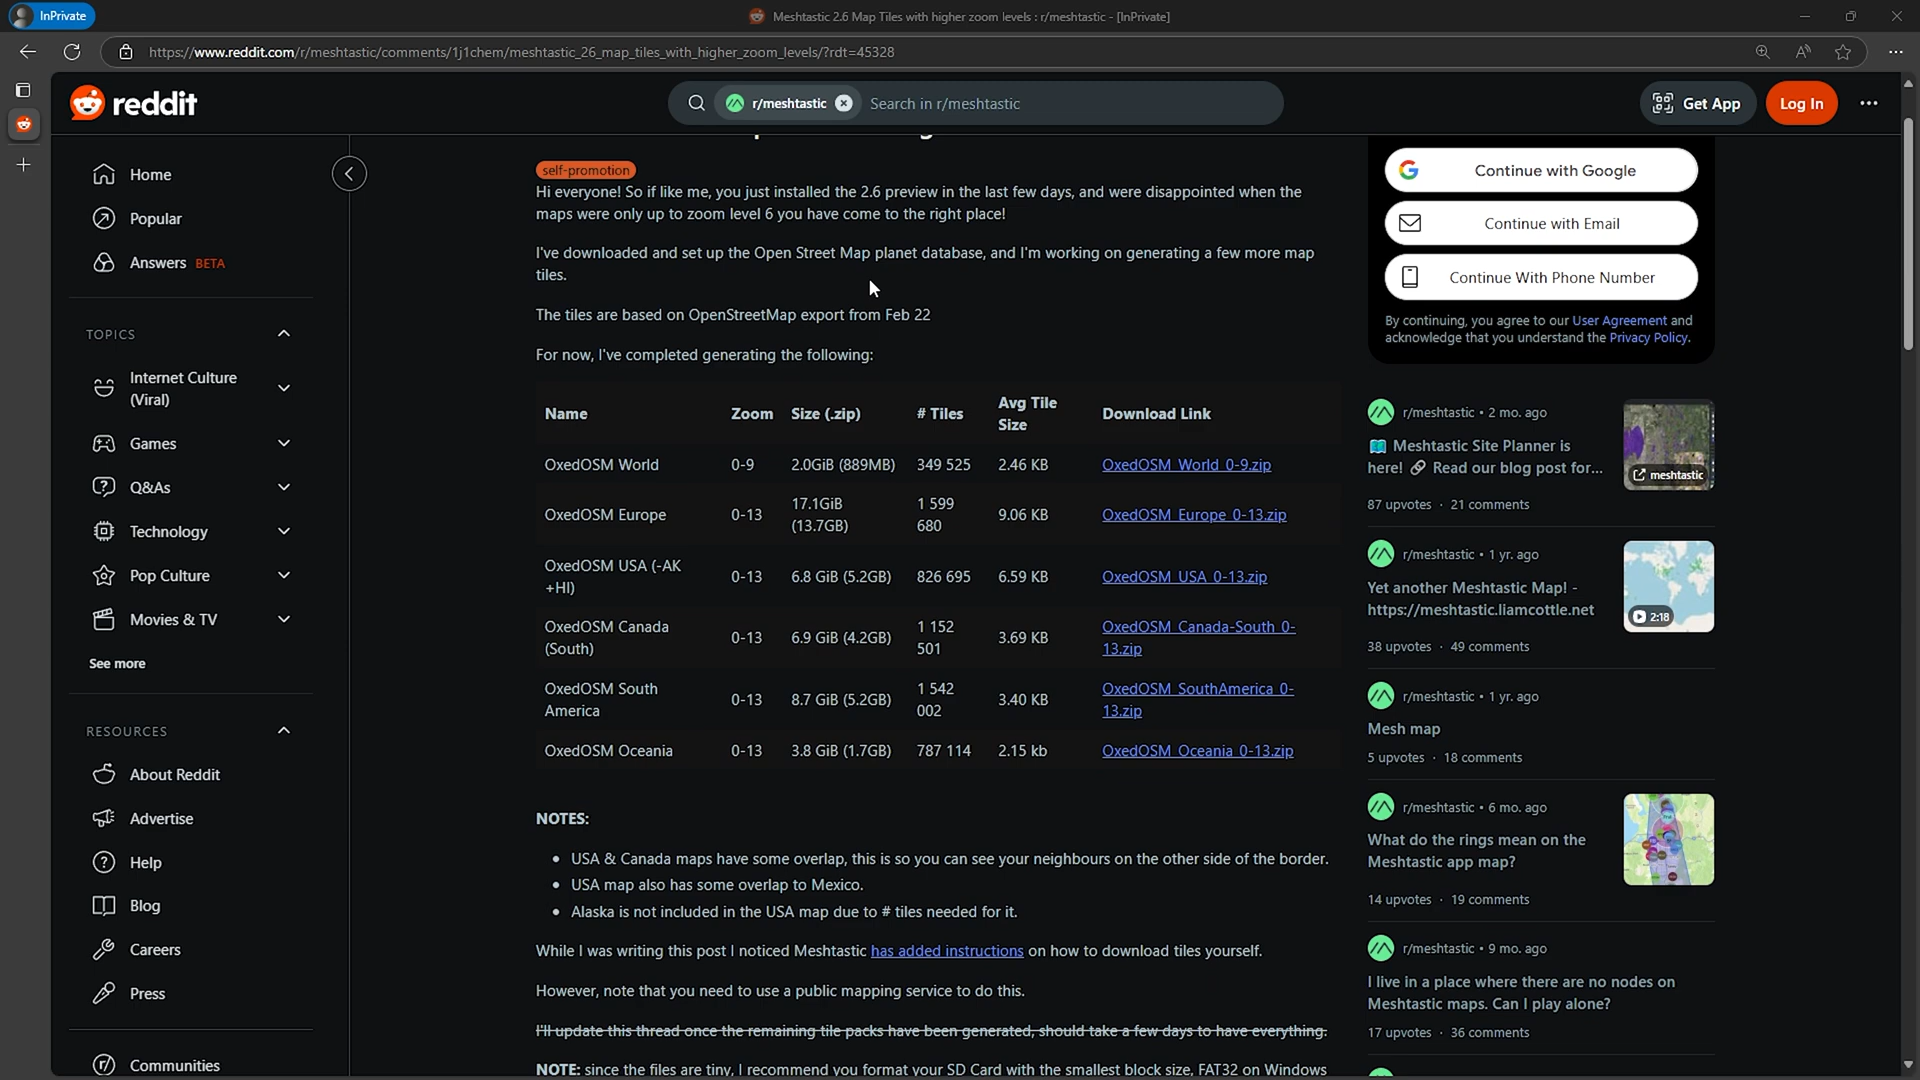 InPrivate
Meshtastic 2.6 Map Tiles with higher zoom levels : r/meshtastic - [InPrivate]
https://www.reddit.com/r/meshtastic/comments/1j1chem/meshtastic_26_map_tiles_with_higher_zoom_levels/?rdt=45328
reddit
r/meshtastic
Search in r/meshtastic
Get App
Log In
Home
Popular
Answers BETA
TOPICS
Internet Culture
(Viral)
Games
Q&As
Technology
Pop Culture
Movies & TV
See more
RESOURCES
About Reddit
Advertise
Help
Blog
Careers
Press
Communities
self-promotion
Hi everyone! So if like me, you just installed the 2.6 preview in the last few days, and were disappointed when the
maps were only up to zoom level 6 you have come to the right place!
I've downloaded and set up the Open Street Map planet database, and I'm working on generating a few more map
tiles.
The tiles are based on OpenStreetMap export from Feb 22
For now, I've completed generating the following:
Name Zoom Size (.zip) # Tiles Avg Tile Size Download Link
OxedOSM World 0-9 2.0GiB (889MB) 349 525 2.46 KB OxedOSM_World_0-9.zip
OxedOSM Europe 0-13 17.1GiB (13.7GB) 1 599 680 9.06 KB OxedOSM_Europe_0-13.zip
OxedOSM USA (-AK +HI) 0-13 6.8 GiB (5.2GB) 826 695 6.59 KB OxedOSM_USA_0-13.zip
OxedOSM Canada (South) 0-13 6.9 GiB (4.2GB) 1 152 501 3.69 KB OxedOSM_Canada-South_0-13.zip
OxedOSM South America 0-13 8.7 GiB (5.2GB) 1 542 002 3.40 KB OxedOSM_SouthAmerica_0-13.zip
OxedOSM Oceania 0-13 3.8 GiB (1.7GB) 787 114 2.15 kb OxedOSM_Oceania_0-13.zip
NOTES:
• USA & Canada maps have some overlap, this is so you can see your neighbours on the other side of the border.
• USA map also has some overlap to Mexico.
• Alaska is not included in the USA map due to # tiles needed for it.
While I was writing this post I noticed Meshtastic has added instructions on how to download tiles yourself.
However, note that you need to use a public mapping service to do this.
I'll update this thread once the remaining tile packs have been generated, should take a few days to have everything.
NOTE: since the files are tiny, I recommend you format your SD Card with the smallest block size, FAT32 on Windows
Continue with Google
Continue with Email
Continue With Phone Number
By continuing, you agree to our User Agreement and
acknowledge that you understand the Privacy Policy.
r/meshtastic • 2 mo. ago
Meshtastic Site Planner is
here! Read our blog post for...
meshtastic
87 upvotes · 21 comments
r/meshtastic • 1 yr. ago
Yet another Meshtastic Map! -
https://meshtastic.liamcottle.net
2:18
38 upvotes · 49 comments
r/meshtastic • 1 yr. ago
Mesh map
5 upvotes · 18 comments
r/meshtastic • 6 mo. ago
What do the rings mean on the
Meshtastic app map?
14 upvotes · 19 comments
r/meshtastic • 9 mo. ago
I live in a place where there are no nodes on
Meshtastic maps. Can I play alone?
17 upvotes · 36 comments